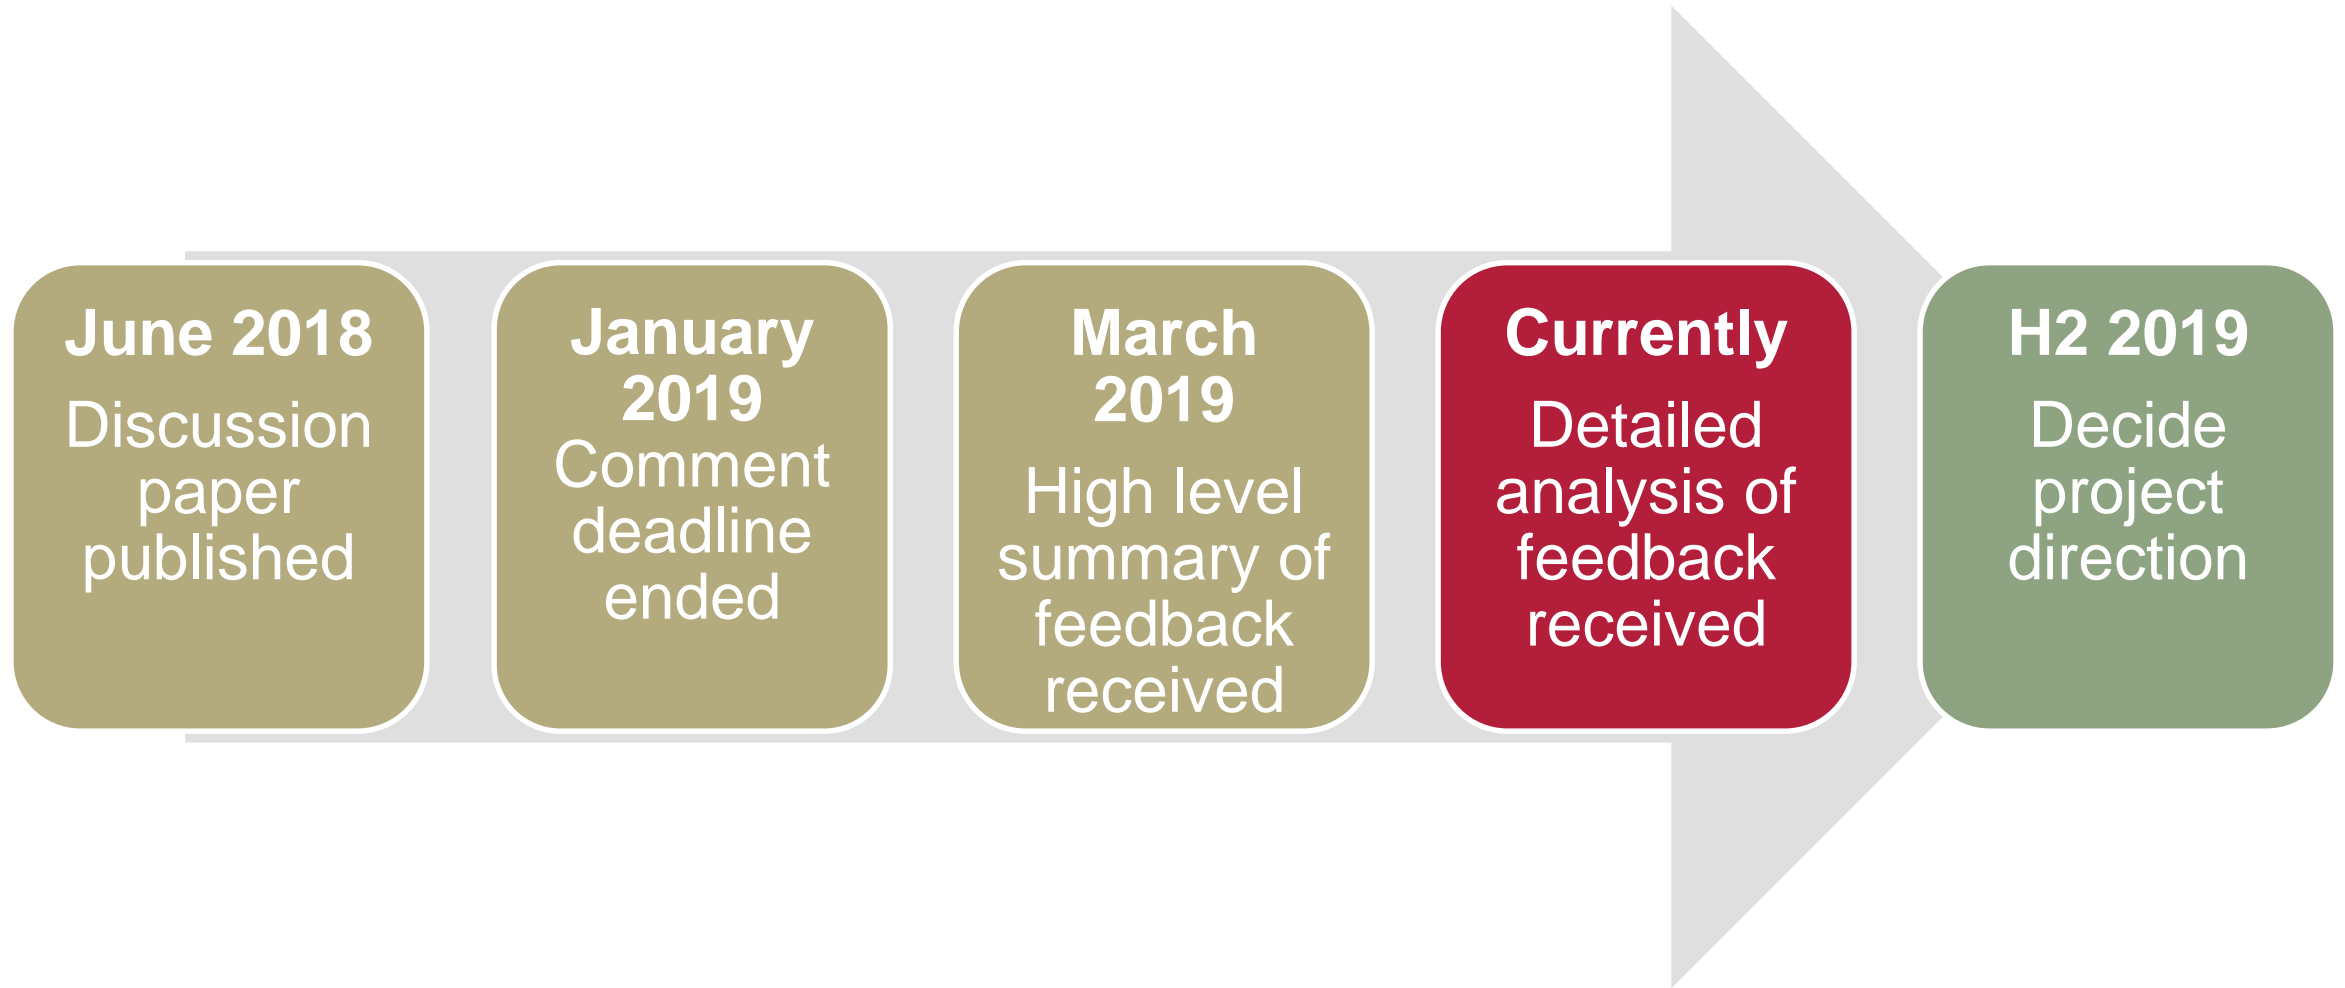 June 2018
Discussion
paper
published
January
2019
Comment
deadline
ended
March
2019
High level
summary of
feedback
received
Currently
Detailed
analysis of
feedback
received
H2 2019
Decide
project
direction